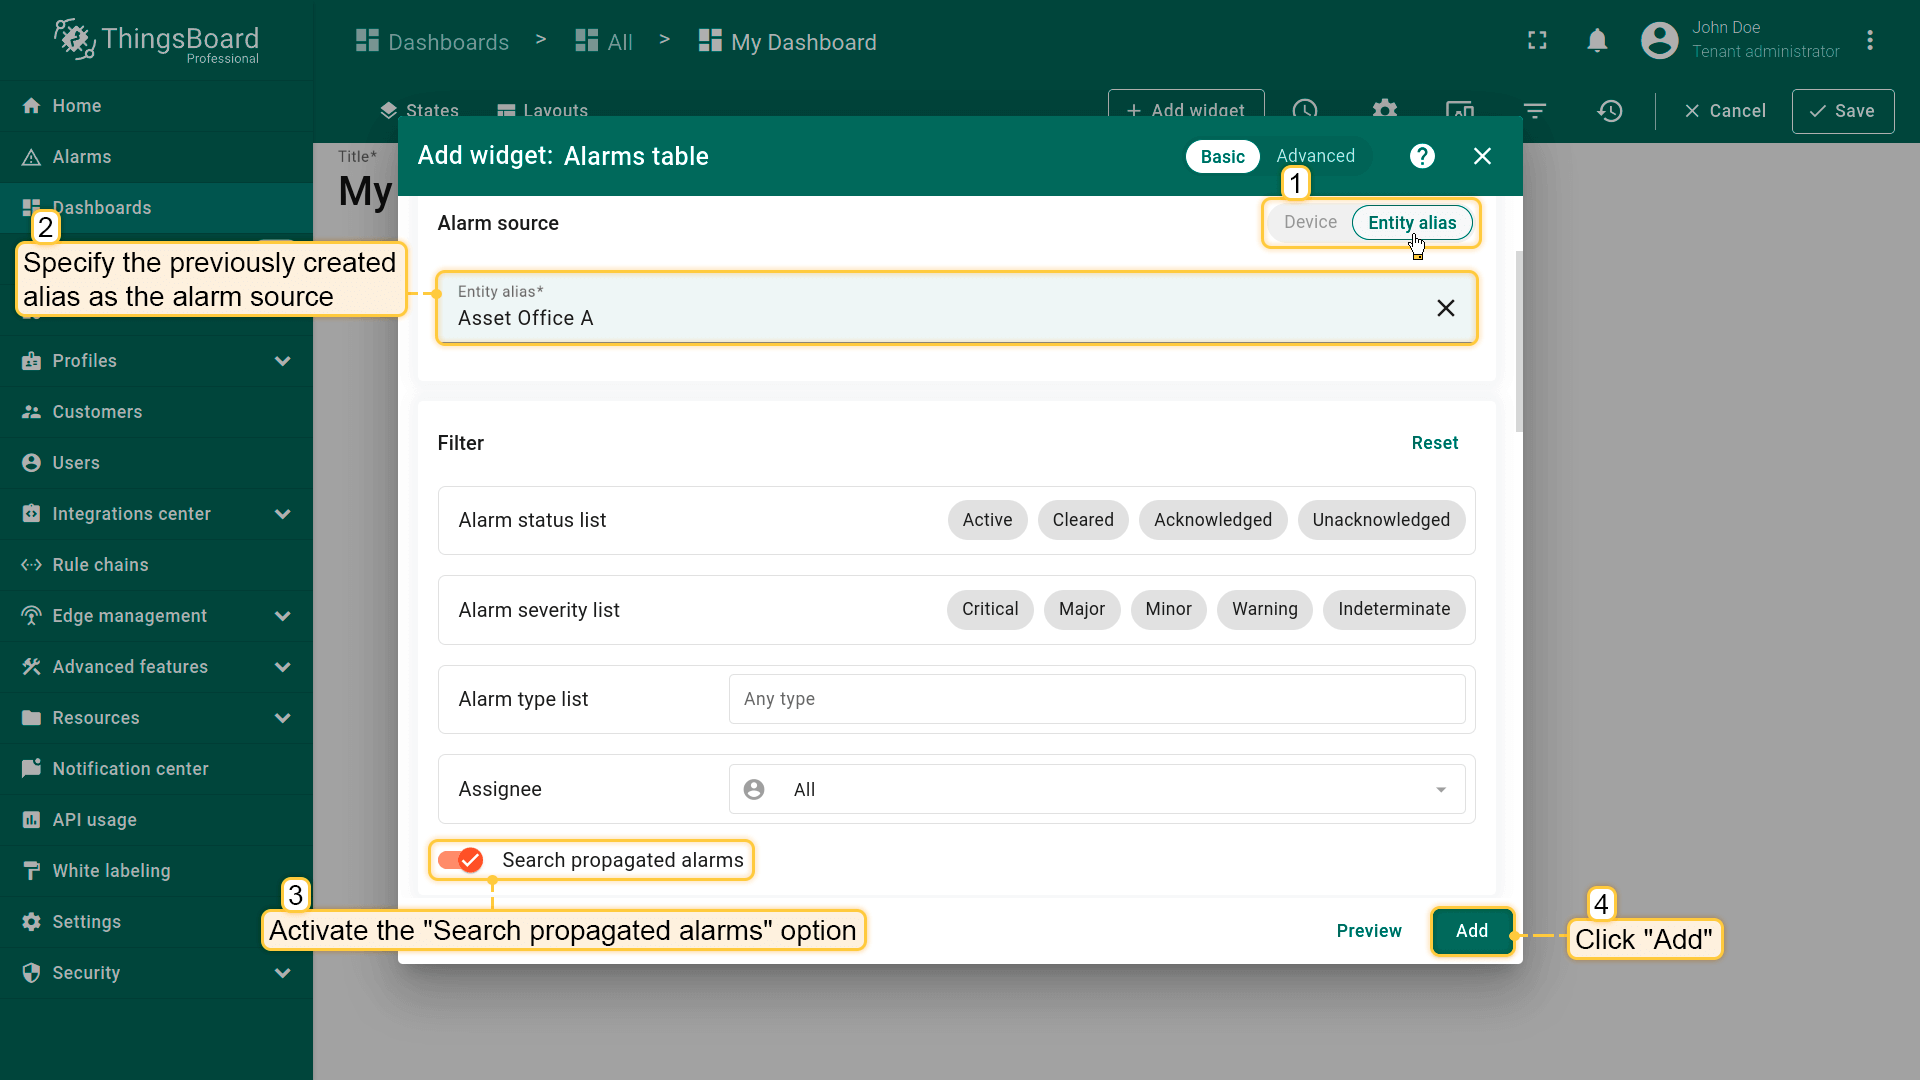 ThingsBoard
Professional
Dashboards > All > My Dashboard
John Doe
Tenant administrator
States
Layouts
+ Add widget
Cancel
Save
Home
Alarms
Dashboards
Profiles
Customers
Users
Integrations center
Rule chains
Edge management
Advanced features
Resources
Notification center
API usage
White labeling
Settings
Security
Title*
My
Add widget: Alarms table
Basic
Advanced
?
1
Alarm source
Device
Entity alias
2
Specify the previously created
alias as the alarm source
Entity alias*
Asset Office A
Filter
Reset
Alarm status list
Active
Cleared
Acknowledged
Unacknowledged
Alarm severity list
Critical
Major
Minor
Warning
Indeterminate
Alarm type list
Any type
Assignee
All
Search propagated alarms
3
Activate the "Search propagated alarms" option
Preview
Add
4
Click "Add"